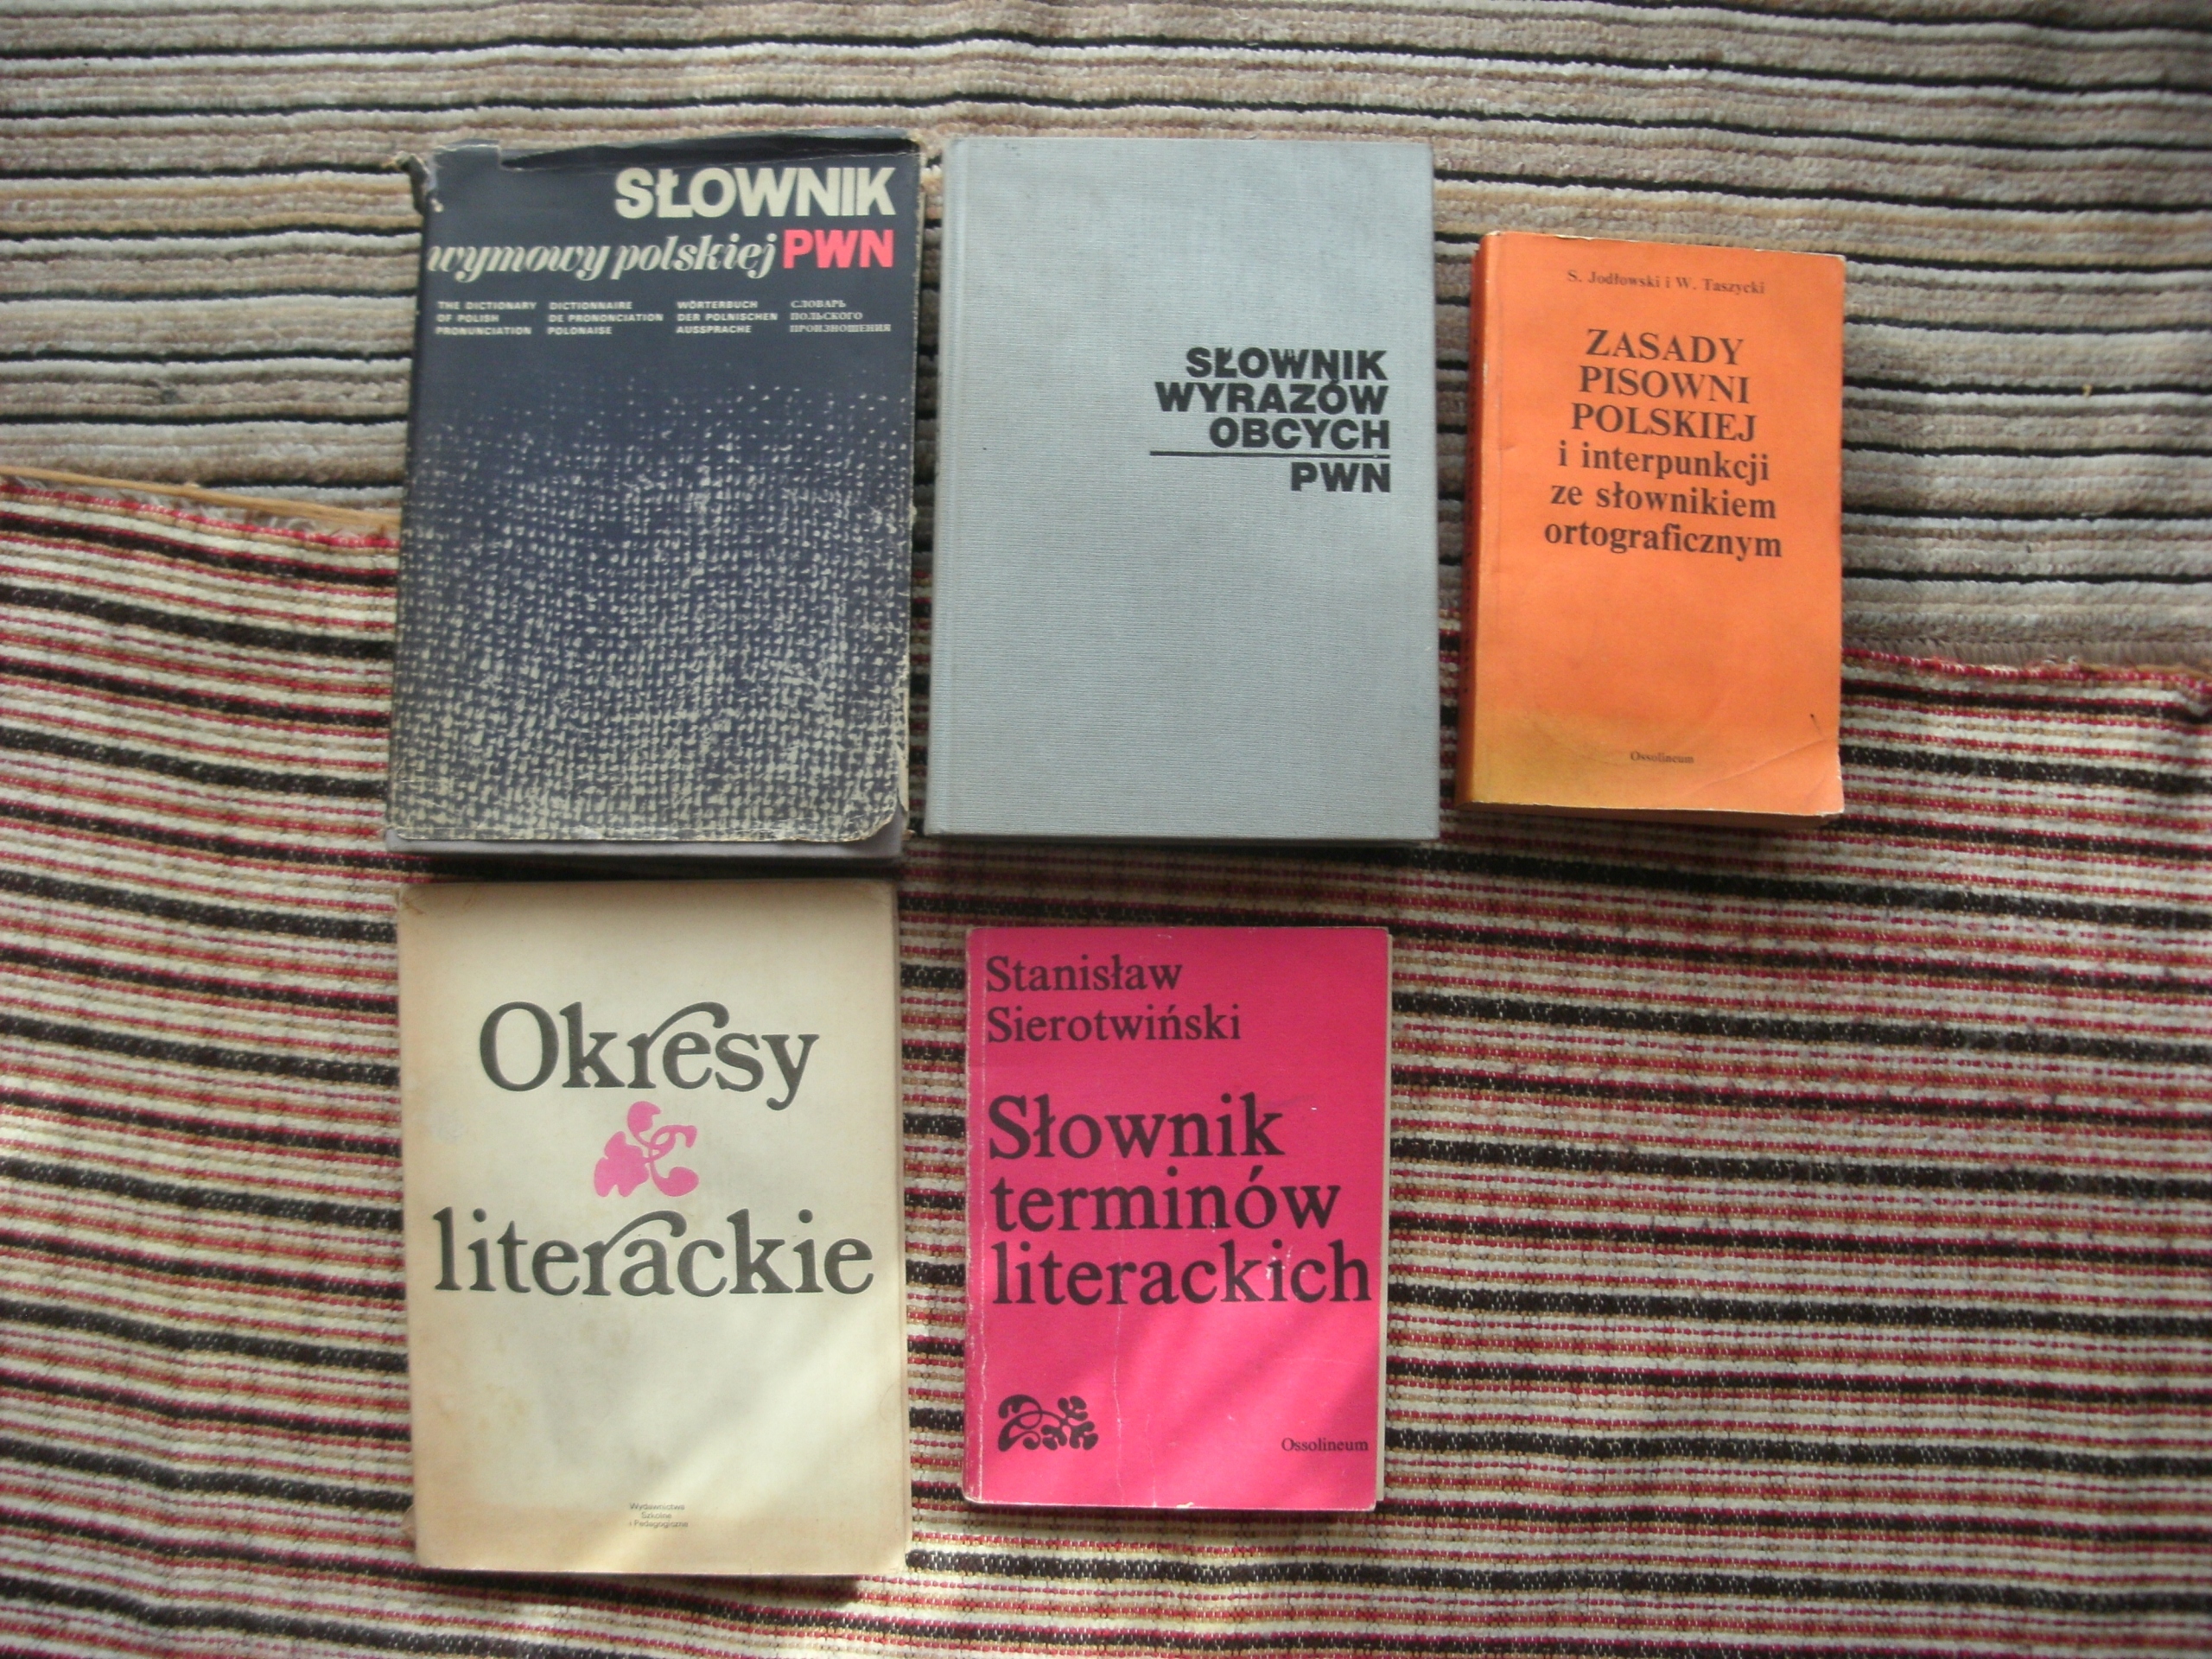 SŁOWNIK
wymowy polskiej PWN
THE DICTIONARY
OF POLISH
PRONUNCIATION
DICTIONNAIRE
DE PRONONCIATION
POLONAISE
WÖRTERBUCH
DER POLNISCHEN
AUSSPRACHE
СЛОВАРЬ
ПОЛЬСКОГО
ПРОИЗНОШЕНИЯ
SŁOWNIK
WYRAZÓW
OBCYCH
PWN
S. Jodłowski i W. Taszycki
ZASADY
PISOWNI
POLSKIEJ
i interpunkcji
ze słownikiem
ortograficznym
Ossolineum
Okresy
literackie
Wydawnictwa
Szkolne
i Pedagogiczne
Stanisław
Sierotwiński
Słownik
terminów
literackich
Ossolineum